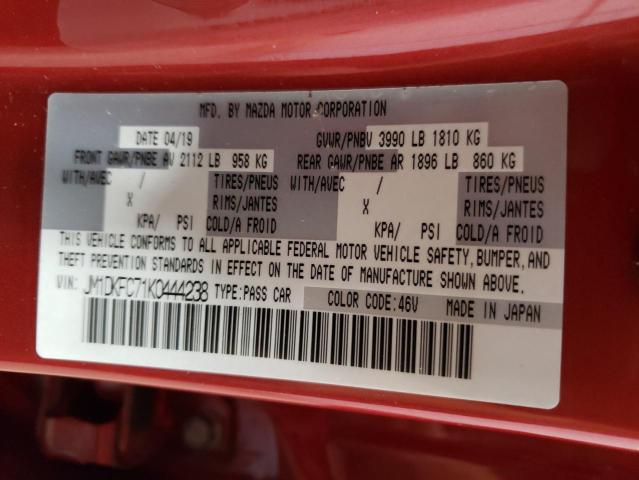 MFD. BY MAZDA MOTOR CORPORATION
DATE 04/19 GVWR/PNBV 3990 LB 1810 KG
FRONT GAWR/PNBE AV 2112 LB 958 KG REAR GAWR/PNBE AR 1896 LB 860 KG
WITH/AVEC / TIRES/PNEUS WITH/AVEC / TIRES/PNEUS
X RIMS/JANTES X RIMS/JANTES
KPA/ PSI COLD/A FROID KPA/ PSI COLD/A FROID
THIS VEHICLE CONFORMS TO ALL APPLICABLE FEDERAL MOTOR VEHICLE SAFETY, BUMPER, AND
THEFT PREVENTION STANDARDS IN EFFECT ON THE DATE OF MANUFACTURE SHOWN ABOVE.
VIN: JM1DKFC71K0444238 TYPE:PASS CAR COLOR CODE:46V MADE IN JAPAN